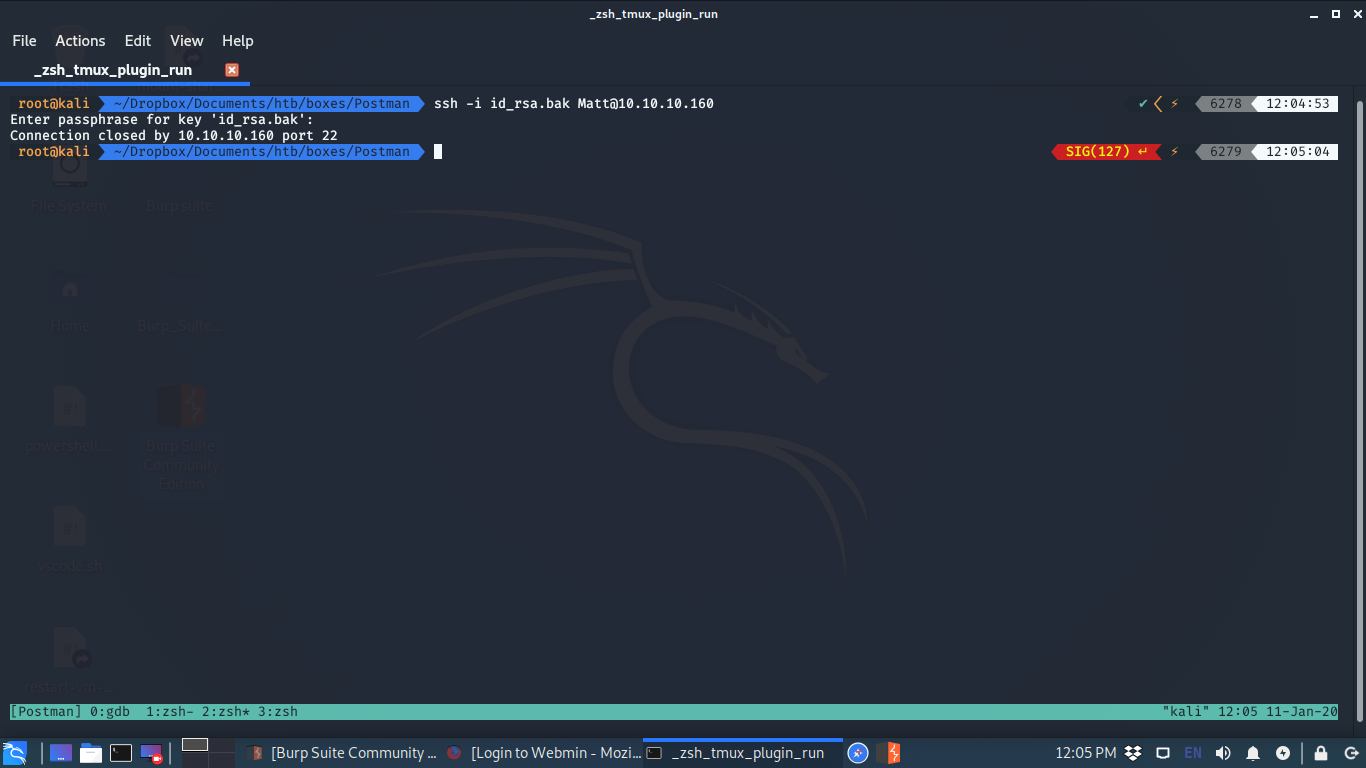 _zsh_tmux_plugin_run
File Actions Edit View Help
_zsh_tmux_plugin_run
root@kali ~/Dropbox/Documents/htb/boxes/Postman ssh -i id_rsa.bak Matt@10.10.10.160 ✔ ⚡ 6278 12:04:53
Enter passphrase for key 'id_rsa.bak':
Connection closed by 10.10.10.160 port 22
root@kali ~/Dropbox/Documents/htb/boxes/Postman SIG(127) ↵ ⚡ 6279 12:05:04
File System Burp suite
Home Burp_Suite...
powershell.... Burp Suite
Community
Edition
vscode.sh
restart-vm-...
[Postman] 0:gdb 1:zsh- 2:zsh* 3:zsh "kali" 12:05 11-Jan-20
[Burp Suite Community ... [Login to Webmin - Mozi... _zsh_tmux_plugin_run 12:05 PM EN